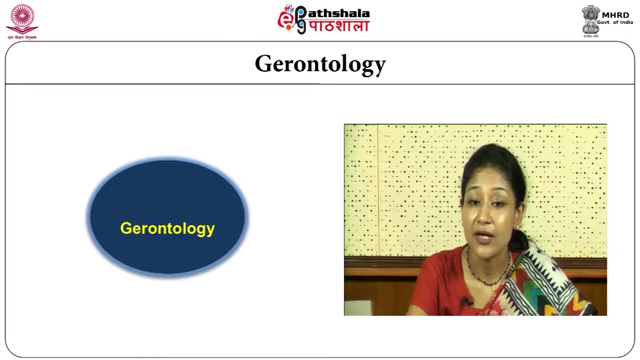 Pathshala
पाठशाला
MHRD
Govt. of India
Gerontology
Gerontology